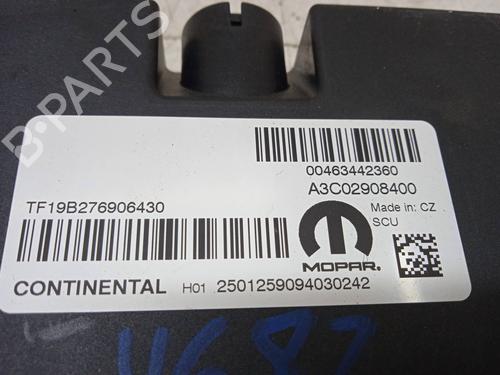 B-PARTS
00463442360
A3C02908400
TF19B276906430
Made in: CZ
SCU
MOPAR.
CONTINENTAL H01 2501259094030242